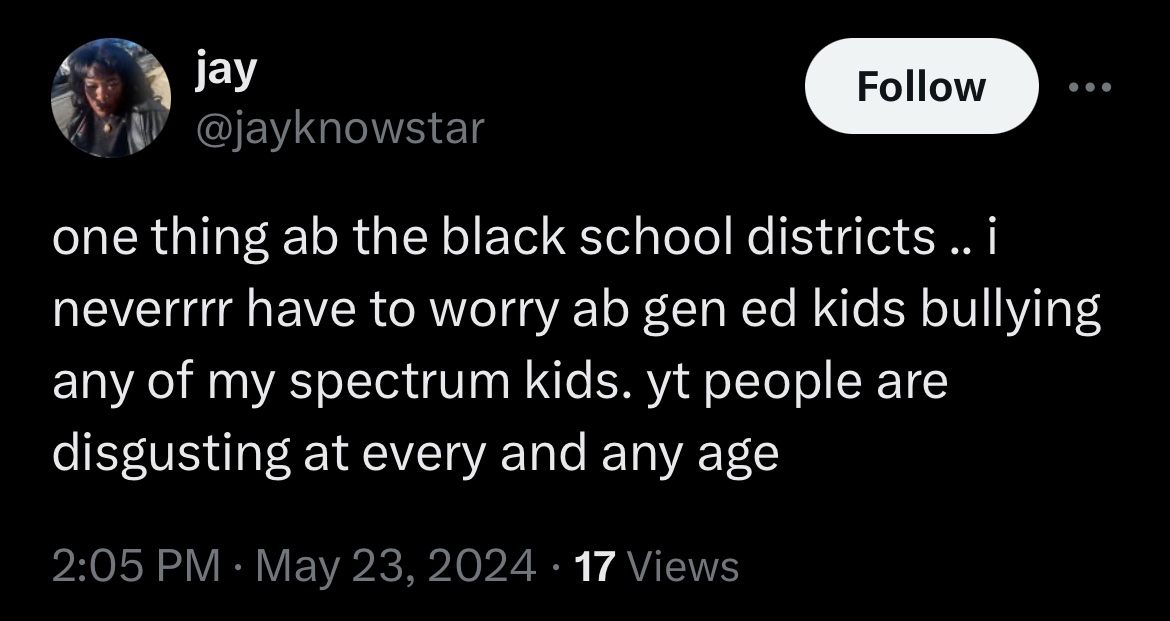 jay
@jayknowstar
Follow
one thing ab the black school districts .. i
neverrrr have to worry ab gen ed kids bullying
any of my spectrum kids. yt people are
disgusting at every and any age
2:05 PM · May 23, 2024 · 17 Views